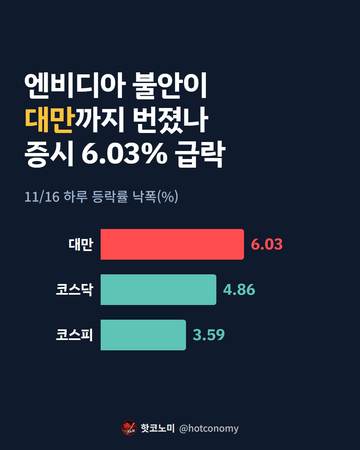 엔비디아 불안이
대만까지 번졌나
증시 6.03% 급락
11/16 하루 등락률 낙폭(%)
대만 6.03
코스닥 4.86
코스피 3.59
핫코노미 @hotconomy